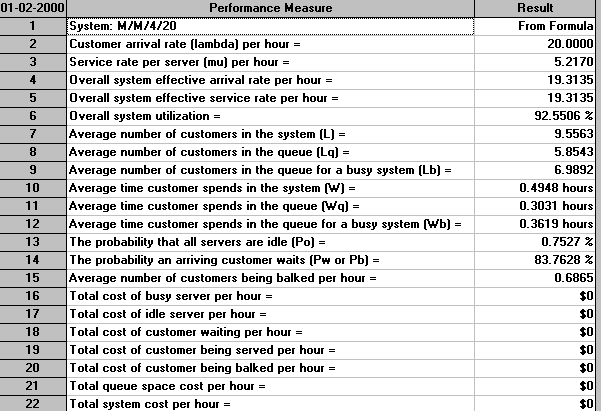 01-02-2000 Performance Measure Result
1 System: M/M/4/20 From Formula
2 Customer arrival rate (lambda) per hour = 20.0000
3 Service rate per server (mu) per hour = 5.2170
4 Overall system effective arrival rate per hour = 19.3135
5 Overall system effective service rate per hour = 19.3135
6 Overall system utilization = 92.5506 %
7 Average number of customers in the system (L) = 9.5563
8 Average number of customers in the queue (Lq) = 5.8543
9 Average number of customers in the queue for a busy system (Lb) = 6.9892
10 Average time customer spends in the system (W) = 0.4948 hours
11 Average time customer spends in the queue (Wq) = 0.3031 hours
12 Average time customer spends in the queue for a busy system (Wb) = 0.3619 hours
13 The probability that all servers are idle (Po) = 0.7527 %
14 The probability an arriving customer waits (Pw or Pb) = 83.7628 %
15 Average number of customers being balked per hour = 0.6865
16 Total cost of busy server per hour = $0
17 Total cost of idle server per hour = $0
18 Total cost of customer waiting per hour = $0
19 Total cost of customer being served per hour = $0
20 Total cost of customer being balked per hour = $0
21 Total queue space cost per hour = $0
22 Total system cost per hour = $0